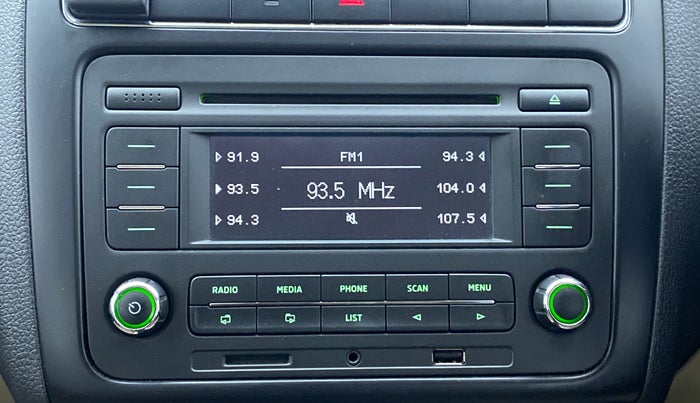 91.9 FM1 94.3
93.5 93.5 MHz 104.0
94.3 107.5
RADIO MEDIA PHONE SCAN MENU
LIST